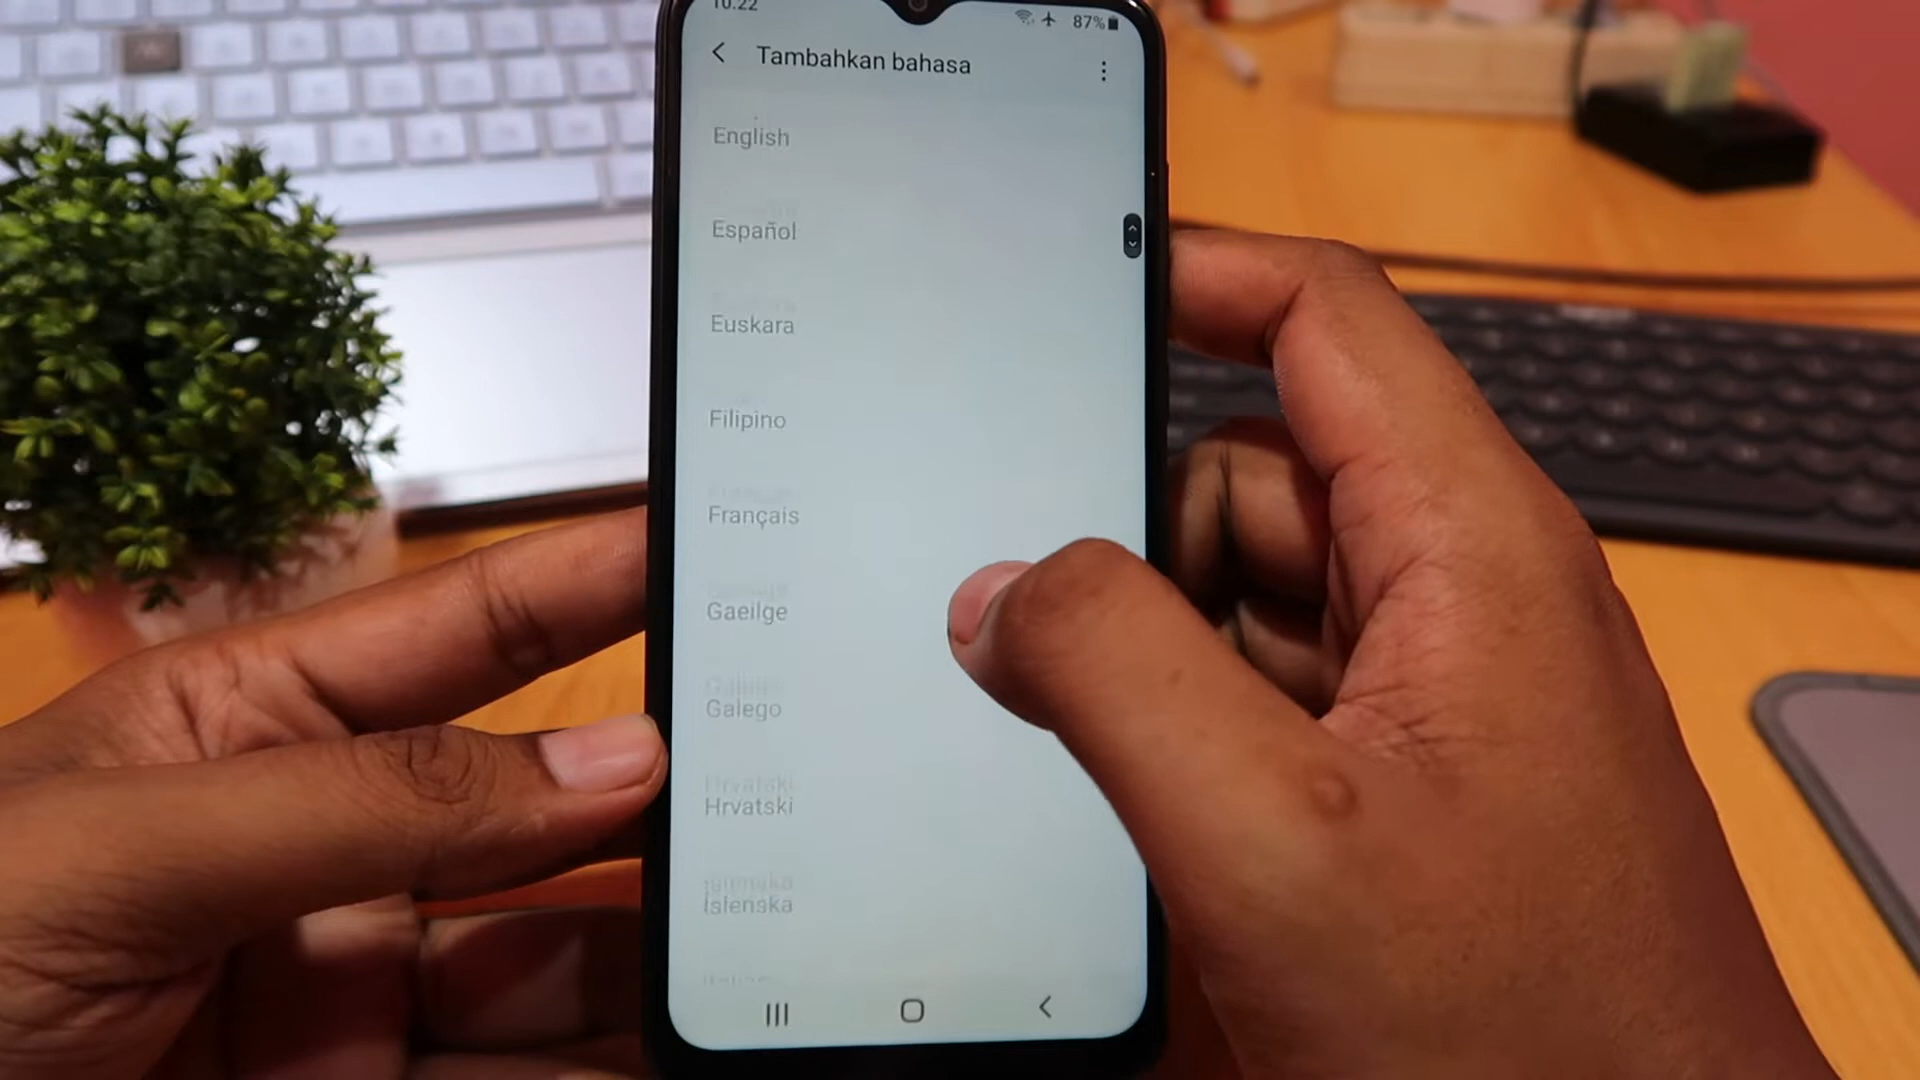 10.22
87%
Tambahkan bahasa
English
Español
Euskara
Filipino
Français
Gaeilge
Galego
Hrvatski
Íslenska